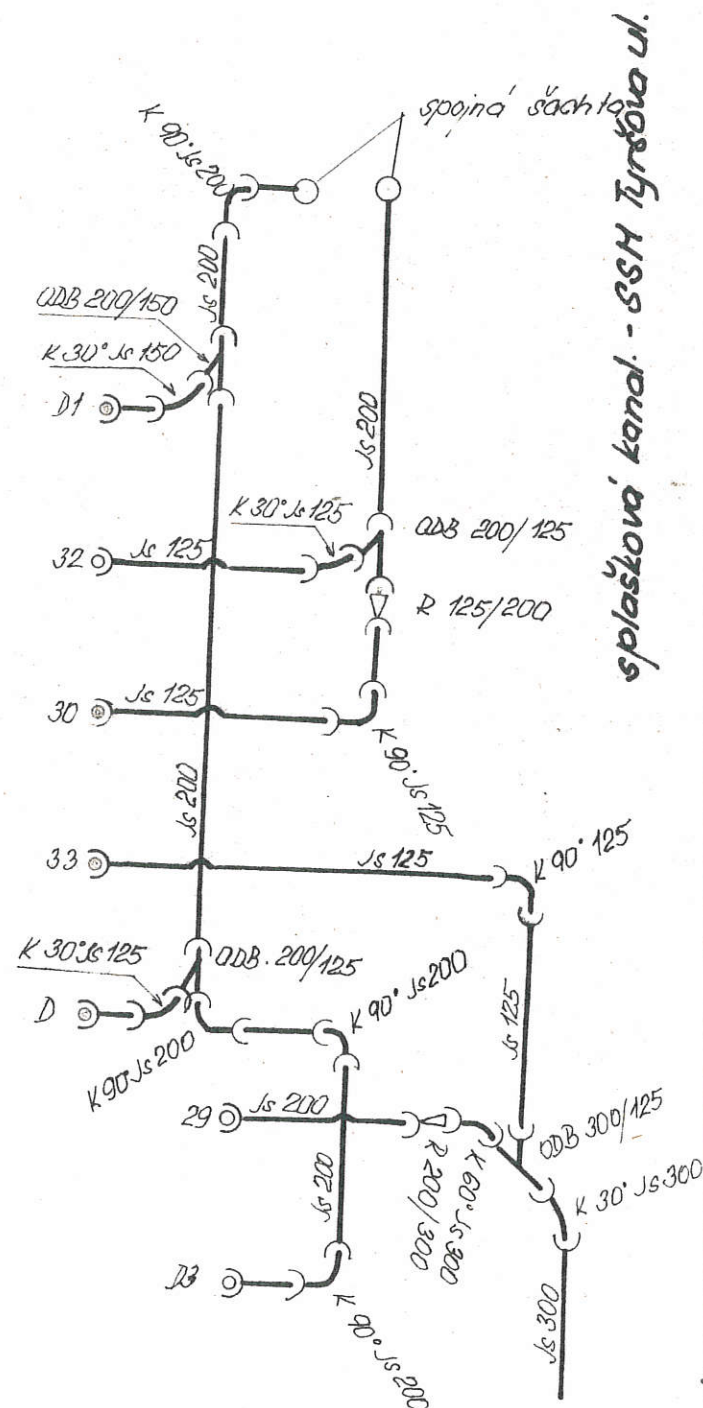 spojná šachta
splašková kanal. - SSM Tyršova ul.
K 90° Js 200
Js 200
ODB 200/150
K 30° Js 150
D1
Js 200
K 30° Js 125
ODB 200/125
32
Js 125
R 125/200
30
Js 125
K 90° Js 125
Js 200
33
Js 125
K 90° 125
K 30° Js 125
ODB. 200/125
D
K 90° Js 200
K 90° Js 200
Js 125
29
Js 200
ODB 300/125
R 200/300
K 60° Js 300
K 30° Js 300
Js 200
D3
K 90° Js 200
Js 300